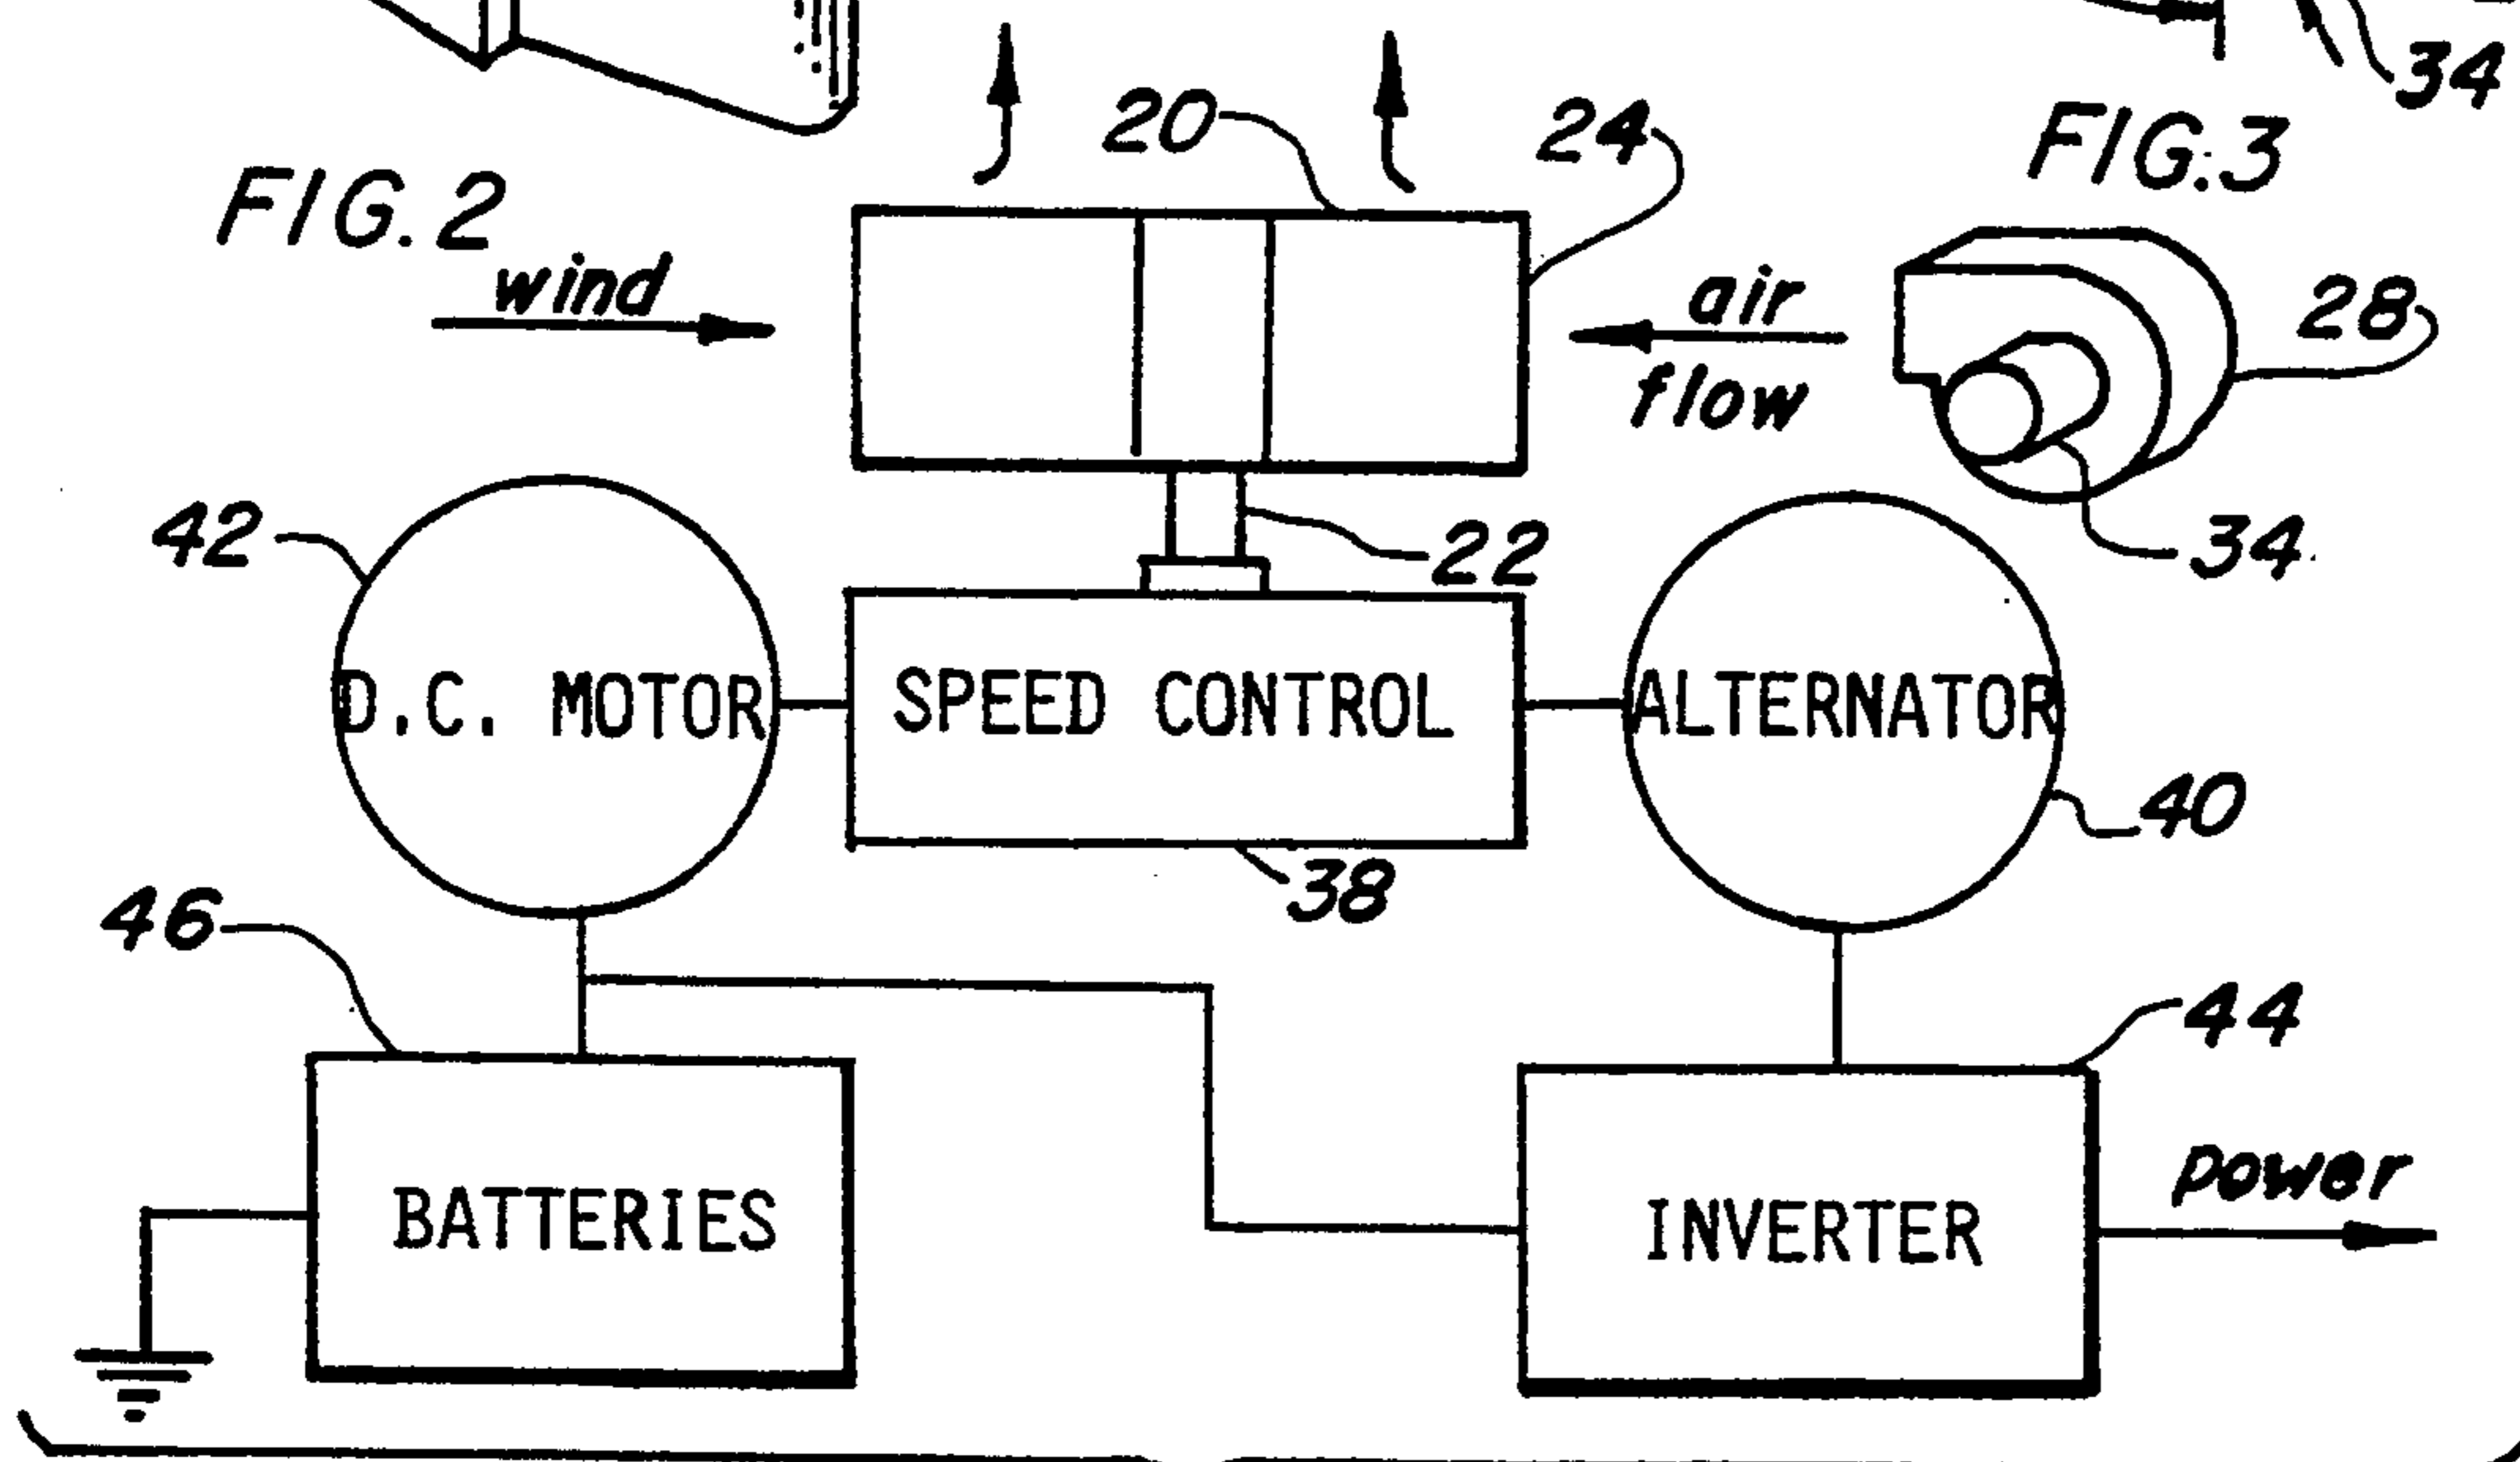 34
20
24
FIG. 3
FIG. 2
wind
air
flow
28
42
22
34
D.C. MOTOR
SPEED CONTROL
ALTERNATOR
40
38
46
44
power
BATTERIES
INVERTER